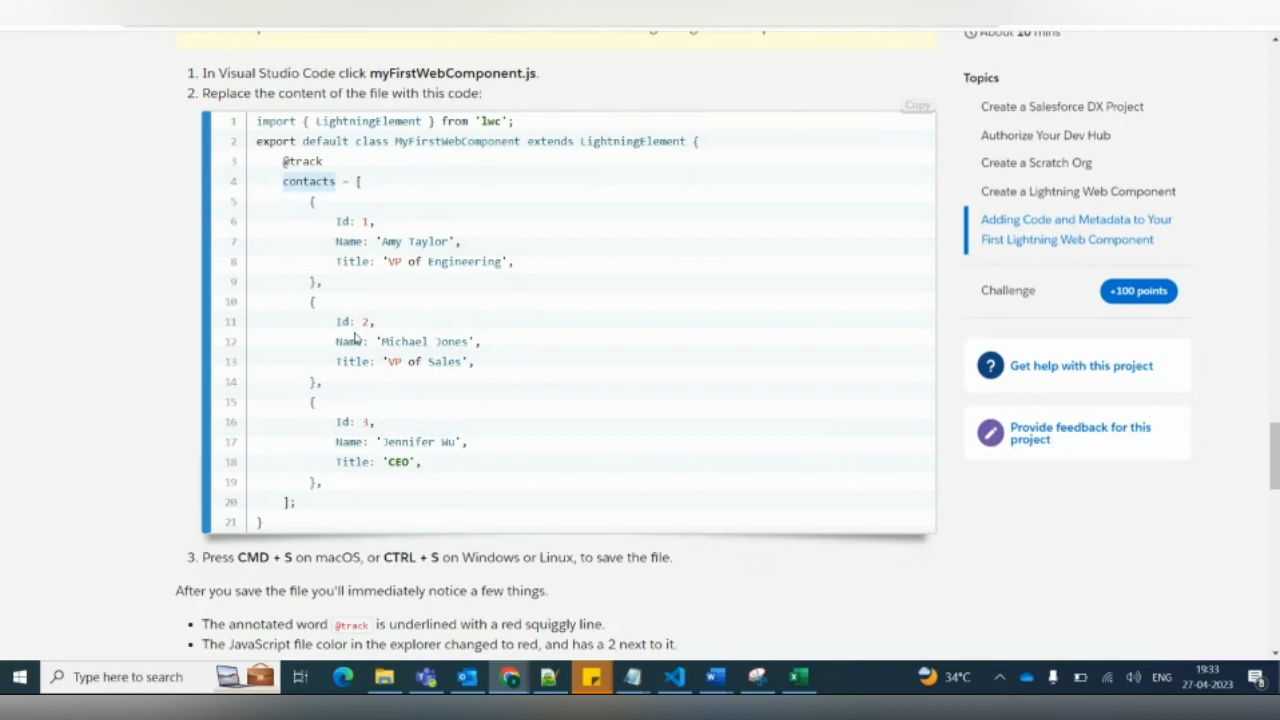 1. In Visual Studio Code click myFirstWebComponent.js.
2. Replace the content of the file with this code:
Copy
1 import { LightningElement } from 'lwc';
2 export default class MyFirstWebComponent extends LightningElement {
3 @track
4 contacts = [
5 {
6 Id: 1,
7 Name: 'Amy Taylor',
8 Title: 'VP of Engineering',
9 },
10 {
11 Id: 2,
12 Name: 'Michael Jones',
13 Title: 'VP of Sales',
14 },
15 {
16 Id: 3,
17 Name: 'Jennifer Wu',
18 Title: 'CEO',
19 },
20 ];
21 }
3. Press CMD + S on macOS, or CTRL + S on Windows or Linux, to save the file.
After you save the file you'll immediately notice a few things.
• The annotated word @track is underlined with a red squiggly line.
• The JavaScript file color in the explorer changed to red, and has a 2 next to it.
About 10 mins
Topics
Create a Salesforce DX Project
Authorize Your Dev Hub
Create a Scratch Org
Create a Lightning Web Component
Adding Code and Metadata to Your
First Lightning Web Component
Challenge
+100 points
? Get help with this project
Provide feedback for this
project
Type here to search
34°C
ENG
19:33
27-04-2023